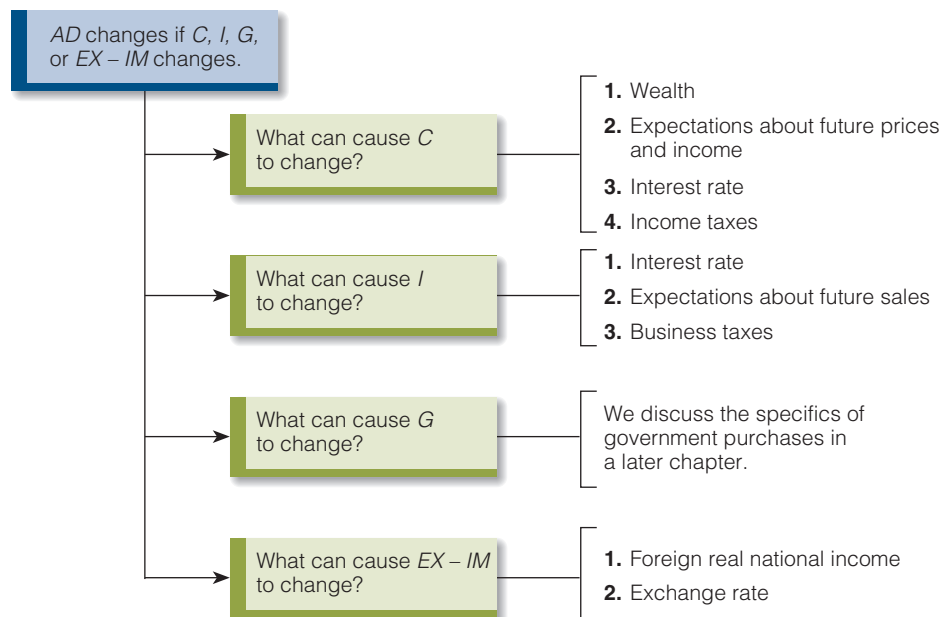 AD changes if C, I, G,
or EX – IM changes.
What can cause C
to change?
1. Wealth
2. Expectations about future prices
and income
3. Interest rate
4. Income taxes
What can cause I
to change?
1. Interest rate
2. Expectations about future sales
3. Business taxes
What can cause G
to change?
We discuss the specifics of
government purchases in
a later chapter.
What can cause EX – IM
to change?
1. Foreign real national income
2. Exchange rate